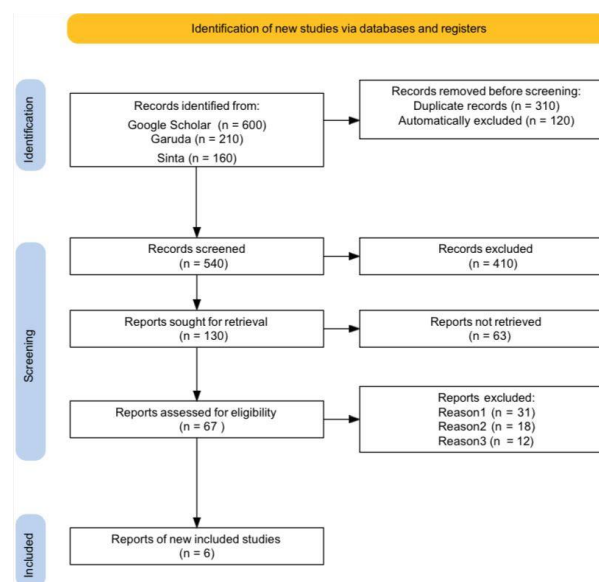 Identification of new studies via databases and registers
Identification
Records identified from:
Google Scholar (n = 600)
Garuda (n = 210)
Sinta (n = 160)
Records removed before screening:
Duplicate records (n = 310)
Automatically excluded (n = 120)
Screening
Records screened
(n = 540)
Records excluded
(n = 410)
Reports sought for retrieval
(n = 130)
Reports not retrieved
(n = 63)
Reports assessed for eligibility
(n = 67 )
Reports excluded:
Reason1 (n = 31)
Reason2 (n = 18)
Reason3 (n = 12)
Included
Reports of new included studies
(n = 6)